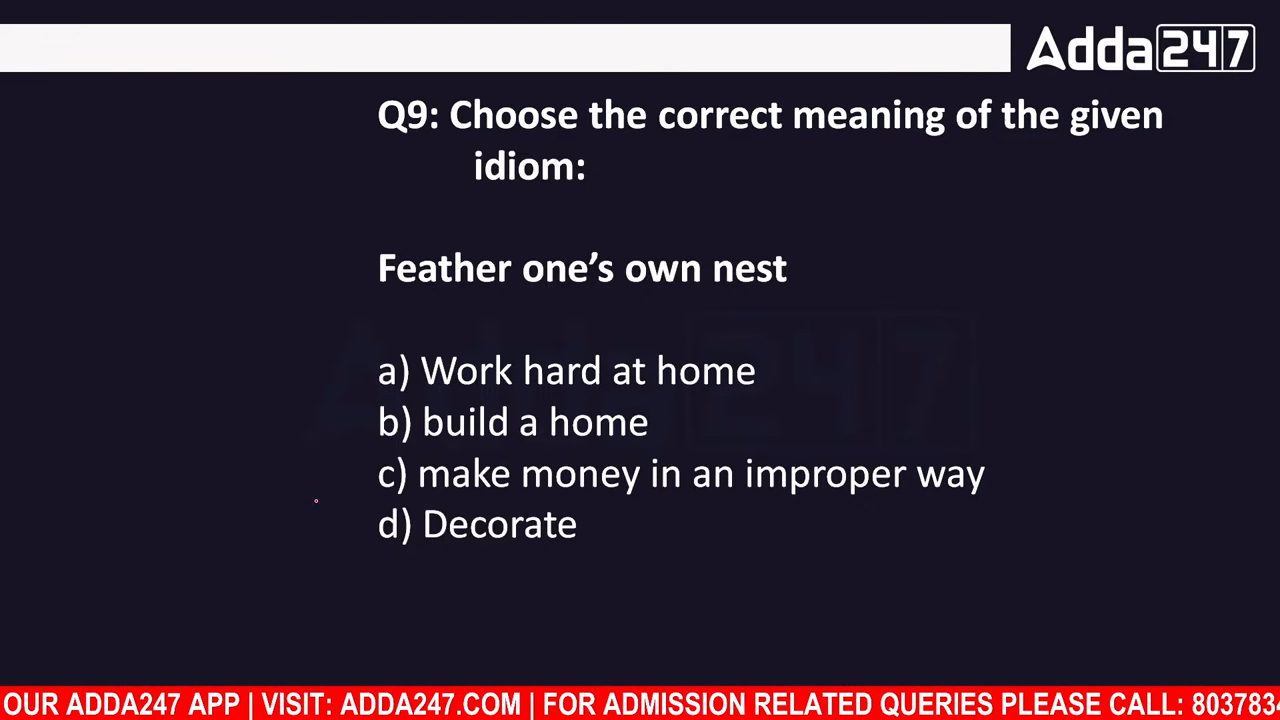 Adda247
Q9: Choose the correct meaning of the given
idiom:
Feather one’s own nest
a) Work hard at home
b) build a home
c) make money in an improper way
d) Decorate
OUR ADDA247 APP | VISIT: ADDA247.COM | FOR ADMISSION RELATED QUERIES PLEASE CALL: 803783